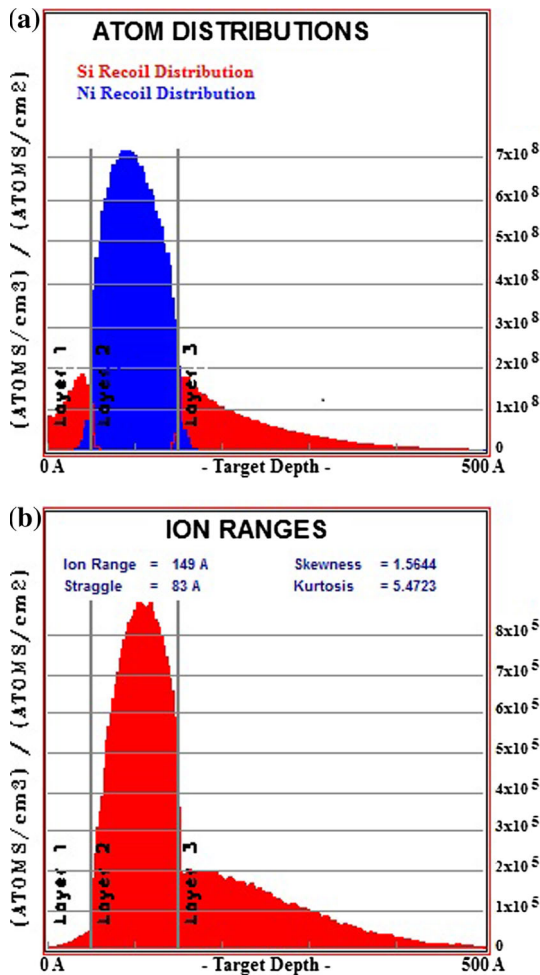 (a)
ATOM DISTRIBUTIONS
Si Recoil Distribution
Ni Recoil Distribution
(ATOMS/cm3) / (ATOMS/cm2)
7x10^8
6x10^8
5x10^8
4x10^8
3x10^8
2x10^8
1x10^8
0
Layer 1
Layer 2
Layer 3
0 A
- Target Depth -
500 A
(b)
ION RANGES
Ion Range = 149 A
Skewness = 1.5644
Straggle = 83 A
Kurtosis = 5.4723
(ATOMS/cm3) / (ATOMS/cm2)
8x10^5
7x10^5
6x10^5
5x10^5
4x10^5
3x10^5
2x10^5
1x10^5
0
Layer 1
Layer 2
Layer 3
0 A
- Target Depth -
500 A